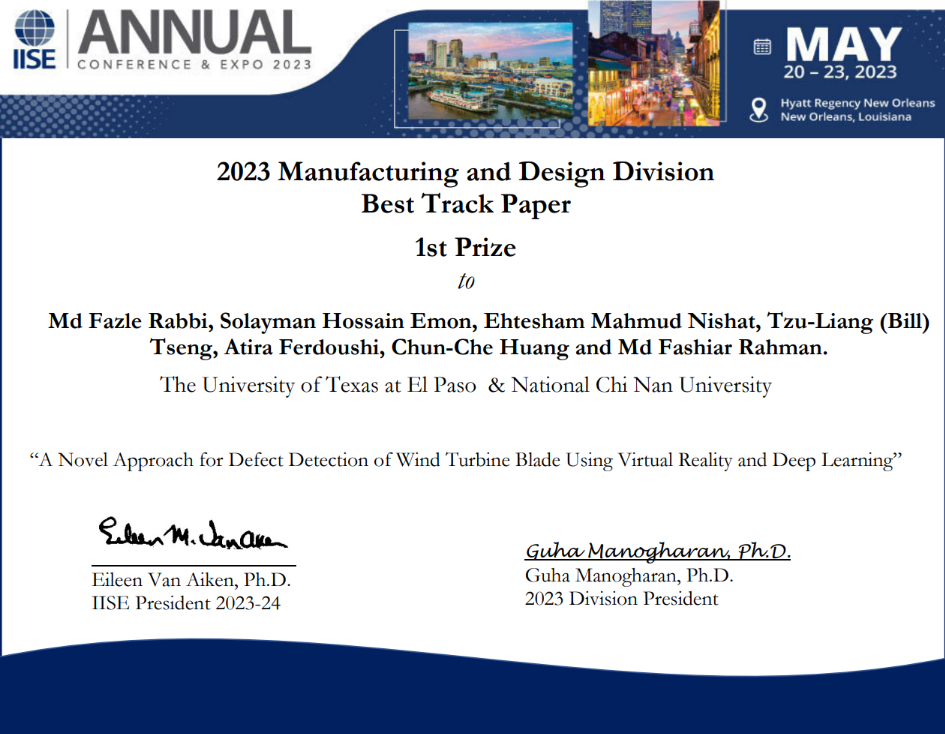 IISE
ANNUAL
CONFERENCE & EXPO 2023
MAY
20 – 23, 2023
Hyatt Regency New Orleans
New Orleans, Louisiana
2023 Manufacturing and Design Division
Best Track Paper
1st Prize
to
Md Fazle Rabbi, Solayman Hossain Emon, Ehtesham Mahmud Nishat, Tzu-Liang (Bill)
Tseng, Atira Ferdoushi, Chun-Che Huang and Md Fashiar Rahman.
The University of Texas at El Paso & National Chi Nan University
“A Novel Approach for Defect Detection of Wind Turbine Blade Using Virtual Reality and Deep Learning”
Eileen M. Van Aken
Eileen Van Aiken, Ph.D.
IISE President 2023-24
Guha Manogharan, Ph.D.
Guha Manogharan, Ph.D.
2023 Division President